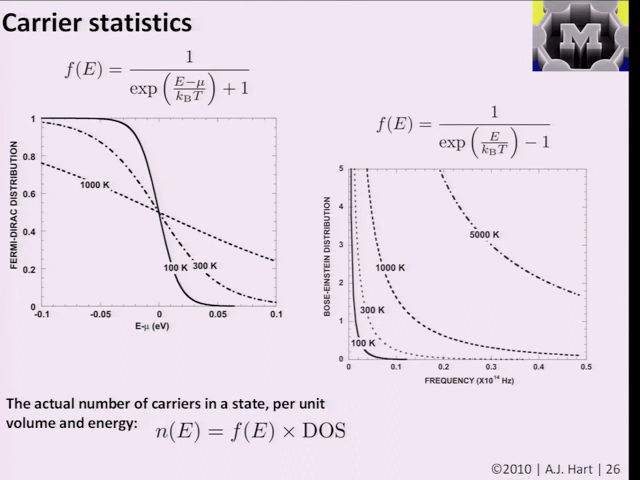 Carrier statistics
M
f(E) = 1 / (exp((E−μ)/(k_B T)) + 1)
f(E) = 1 / (exp(E/(k_B T)) − 1)
FERMI-DIRAC DISTRIBUTION
1
0.8
0.6
0.4
0.2
0
1000 K
100 K
300 K
-0.1 -0.05 0 0.05 0.1
E-μ (eV)
BOSE-EINSTEIN DISTRIBUTION
5
4
3
2
1
0
5000 K
1000 K
300 K
100 K
0 0.1 0.2 0.3 0.4 0.5
FREQUENCY (X10¹⁴ Hz)
The actual number of carriers in a state, per unit
volume and energy: n(E) = f(E) × DOS
©2010 | A.J. Hart | 26